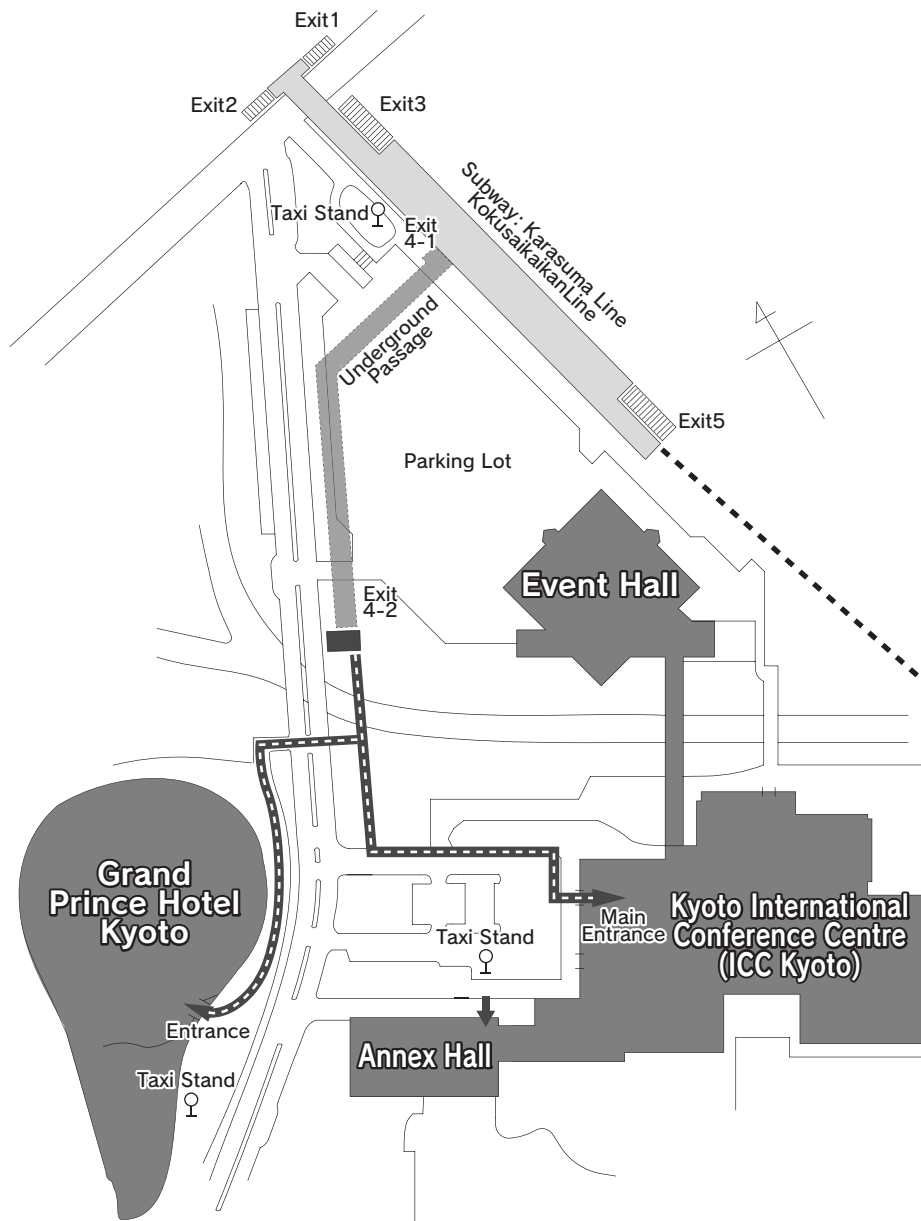 Exit1
Exit2
Exit3
Taxi Stand
Exit
4-1
Subway: Karasuma Line
KokusaikaikanLine
Underground
Passage
Exit5
Parking Lot
Event Hall
Exit
4-2
Grand
Prince Hotel
Kyoto
Main
Entrance
Kyoto International
Conference Centre
(ICC Kyoto)
Taxi Stand
Entrance
Annex Hall
Taxi Stand